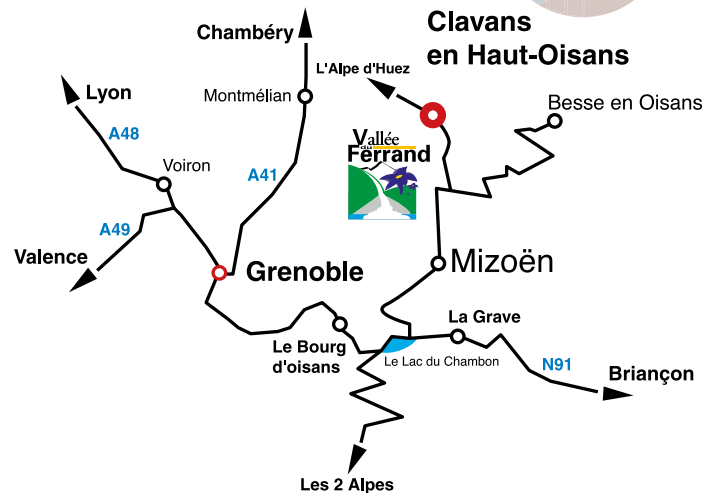 Clavans
en Haut-Oisans
Chambéry
L'Alpe d'Huez
Lyon
Montmélian
Besse en Oisans
A48
Vallée
du
Ferrand
Voiron
A41
A49
Valence
Grenoble
Mizoën
La Grave
Le Bourg
d'oisans
Le Lac du Chambon
N91
Briançon
Les 2 Alpes